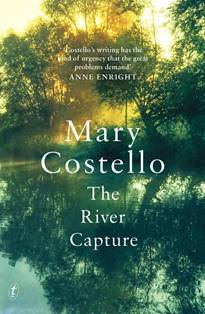 Costello's writing has the
kind of urgency that the great
problems demand.
ANNE ENRIGHT
Mary
Costello
The
River
Capture
t